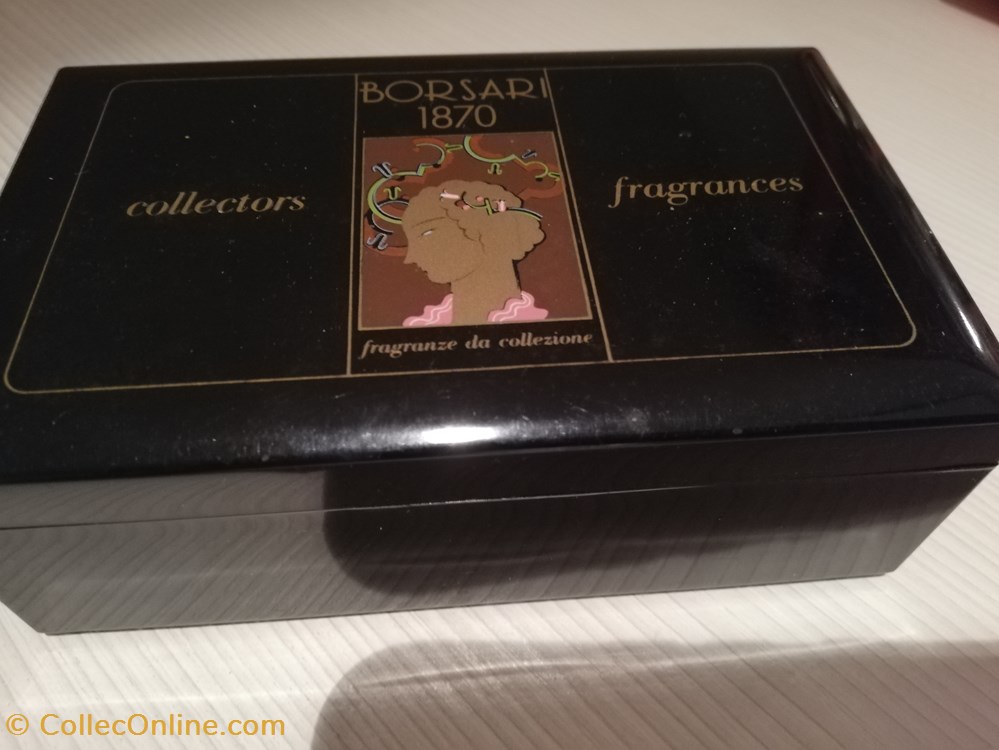 BORSARI
1870
collectors
fragrances
fragranze da collezione
© CollecOnline.com